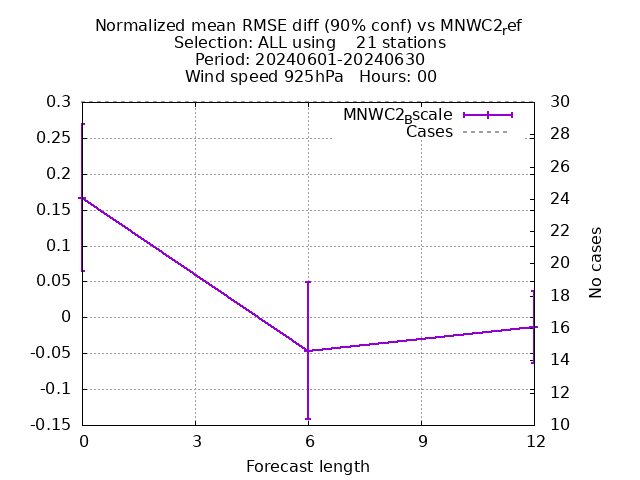 Normalized mean RMSE diff (90% conf) vs MNWC2ref
Selection: ALL using    21 stations
Period: 20240601-20240630
Wind speed 925hPa   Hours: 00
MNWC2Bscale
Cases
0.3
0.25
0.2
0.15
0.1
0.05
0
-0.05
-0.1
-0.15
30
28
26
24
22
20
18
16
14
12
10
No cases
0 3 6 9 12
Forecast length